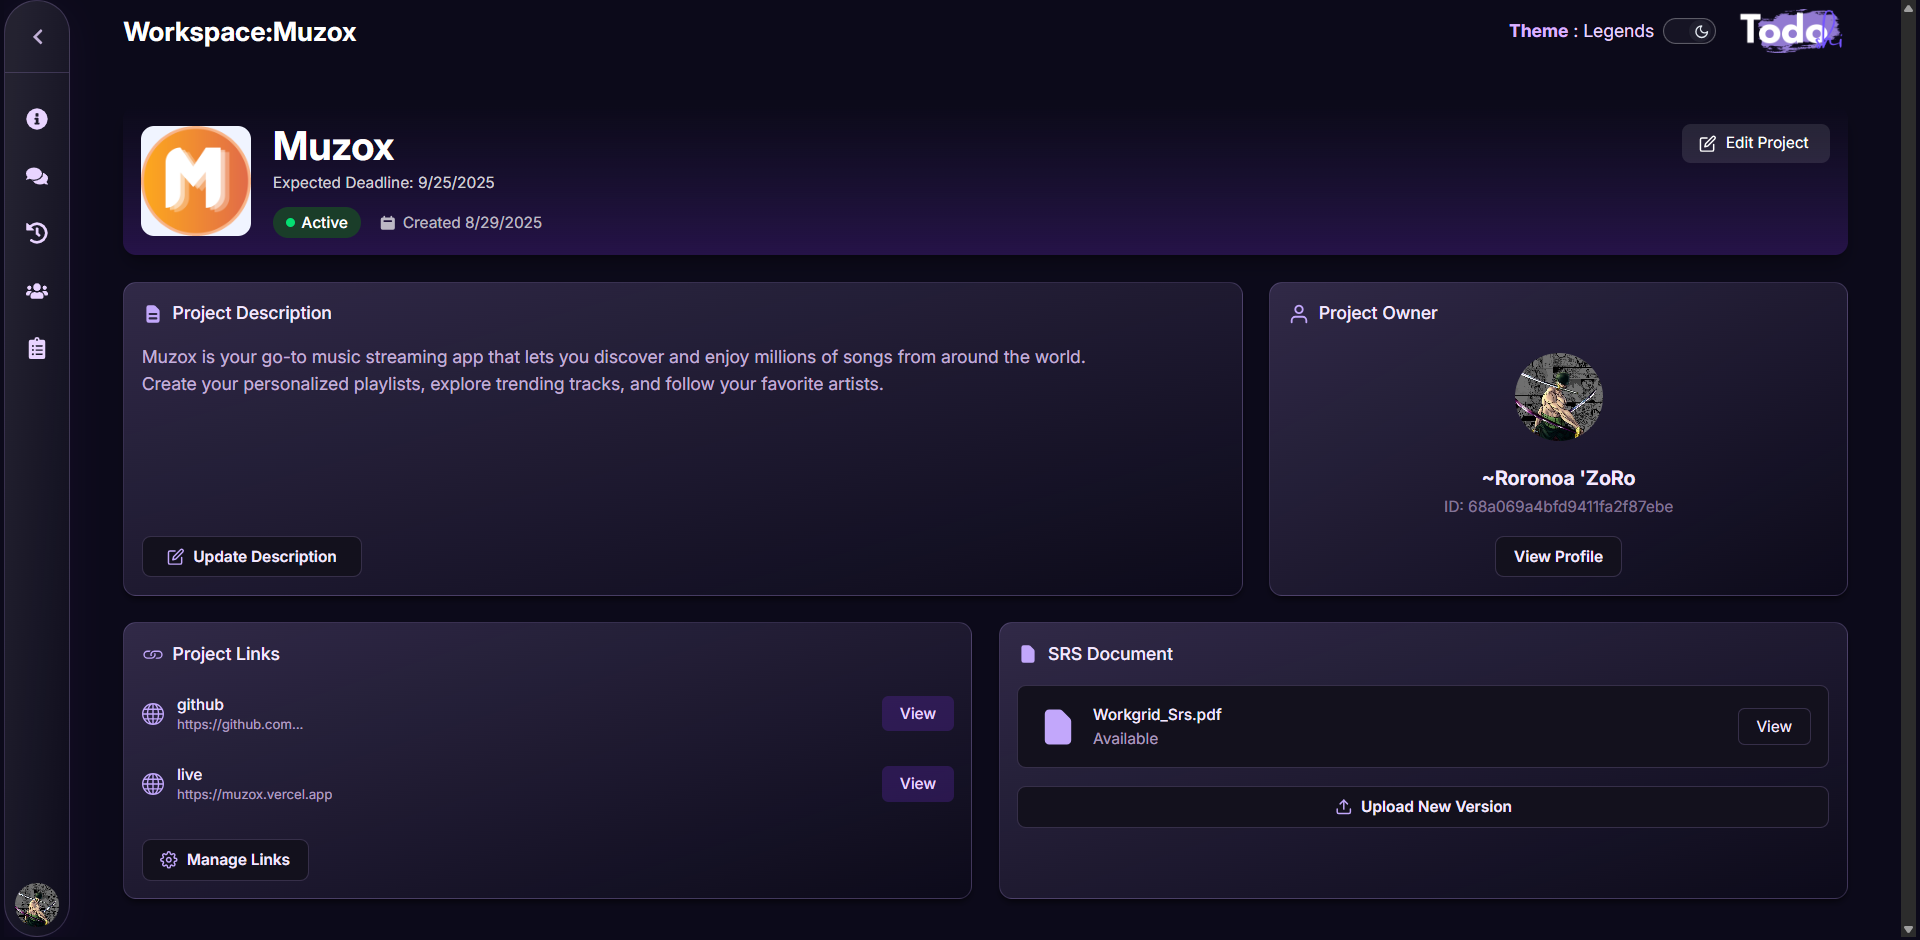 Workspace:Muzox
Theme : Legends
Todo
M
Muzox
Expected Deadline: 9/25/2025
Active
Created 8/29/2025
Edit Project
Project Description
Muzox is your go-to music streaming app that lets you discover and enjoy millions of songs from around the world.
Create your personalized playlists, explore trending tracks, and follow your favorite artists.
Update Description
Project Owner
~Roronoa 'ZoRo
ID: 68a069a4bfd9411fa2f87ebe
View Profile
Project Links
github
https://github.com...
View
live
https://muzox.vercel.app
View
Manage Links
SRS Document
Workgrid_Srs.pdf
Available
View
Upload New Version